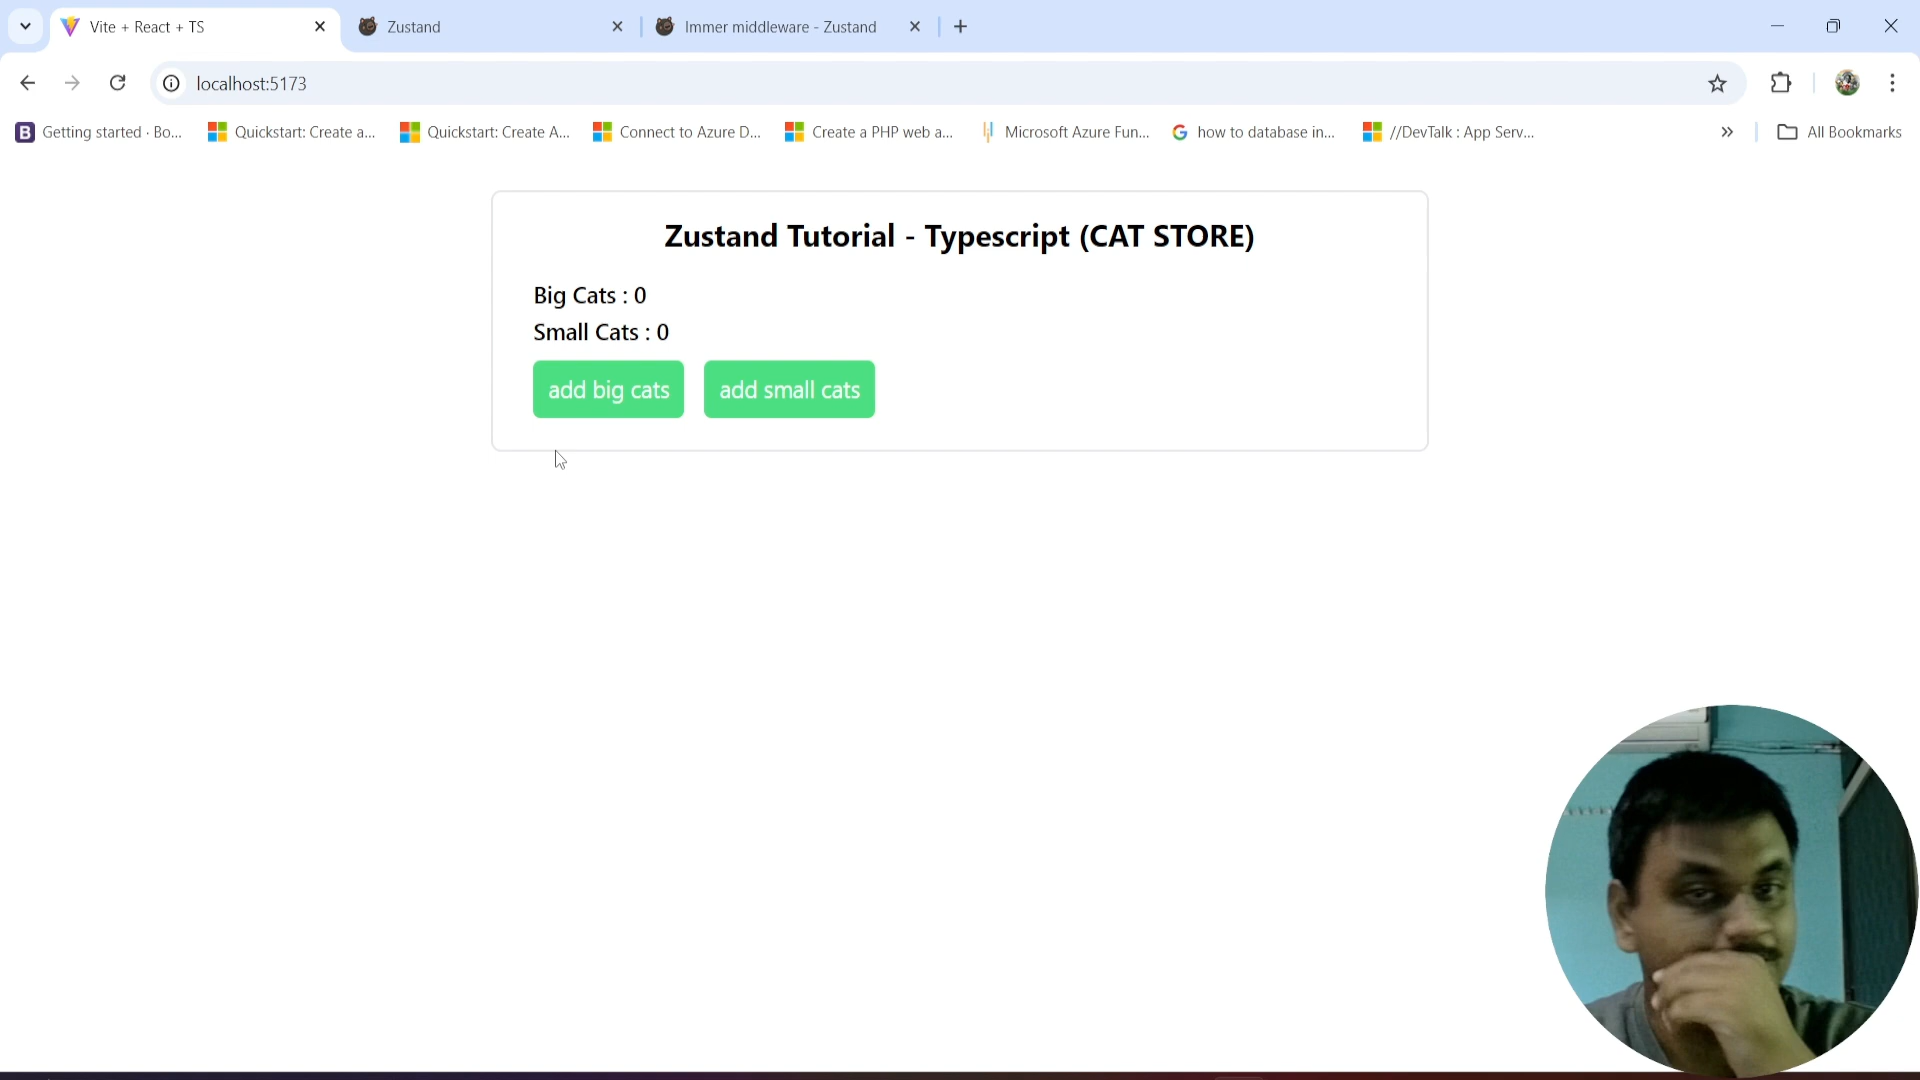 Vite + React + TS
Zustand
Immer middleware - Zustand
localhost:5173
B Getting started · Bo...
Quickstart: Create a...
Quickstart: Create A...
Connect to Azure D...
Create a PHP web a...
Microsoft Azure Fun...
how to database in...
//DevTalk : App Serv...
All Bookmarks
Zustand Tutorial - Typescript (CAT STORE)
Big Cats : 0
Small Cats : 0
add big cats
add small cats